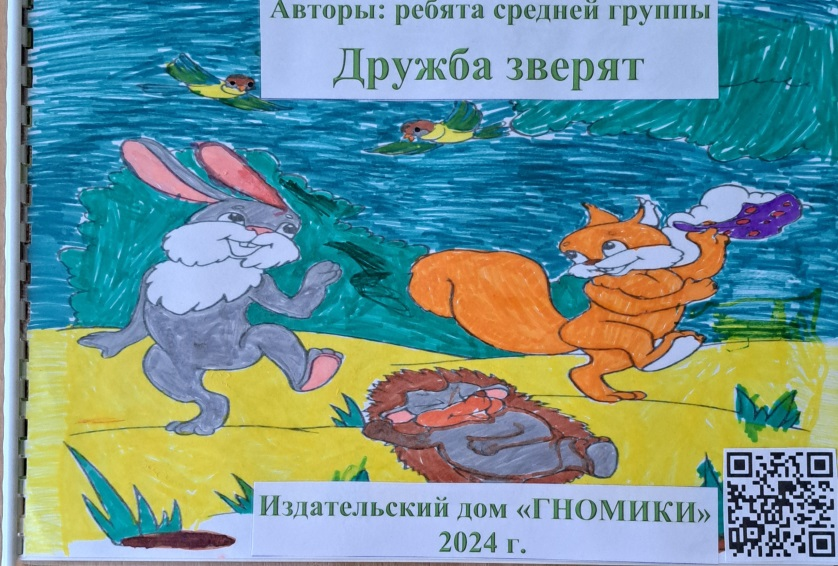 Авторы: ребята средней группы
Дружба зверят
Издательский дом «ГНОМИКИ»
2024 г.